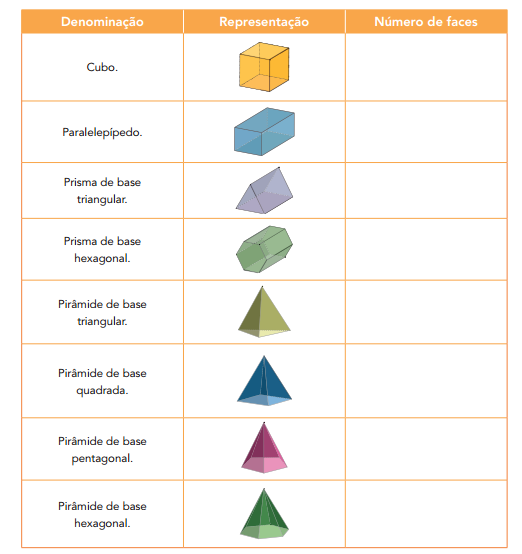 Denominação Representação Número de faces
Cubo.
Paralelepípedo.
Prisma de base
triangular.
Prisma de base
hexagonal.
Pirâmide de base
triangular.
Pirâmide de base
quadrada.
Pirâmide de base
pentagonal.
Pirâmide de base
hexagonal.